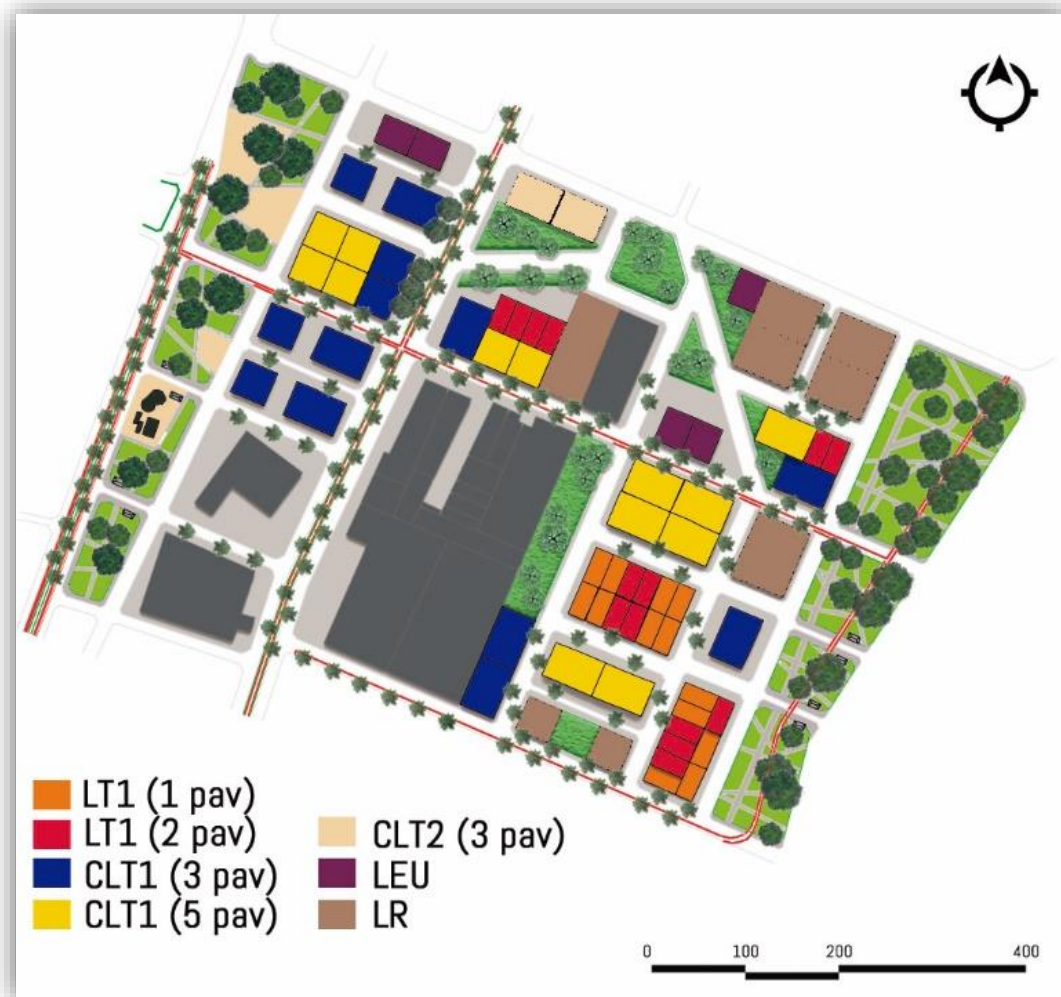 LT1 (1 pav)
LT1 (2 pav)
CLT1 (3 pav)
CLT1 (5 pav)
CLT2 (3 pav)
LEU
LR
0 100 200 400